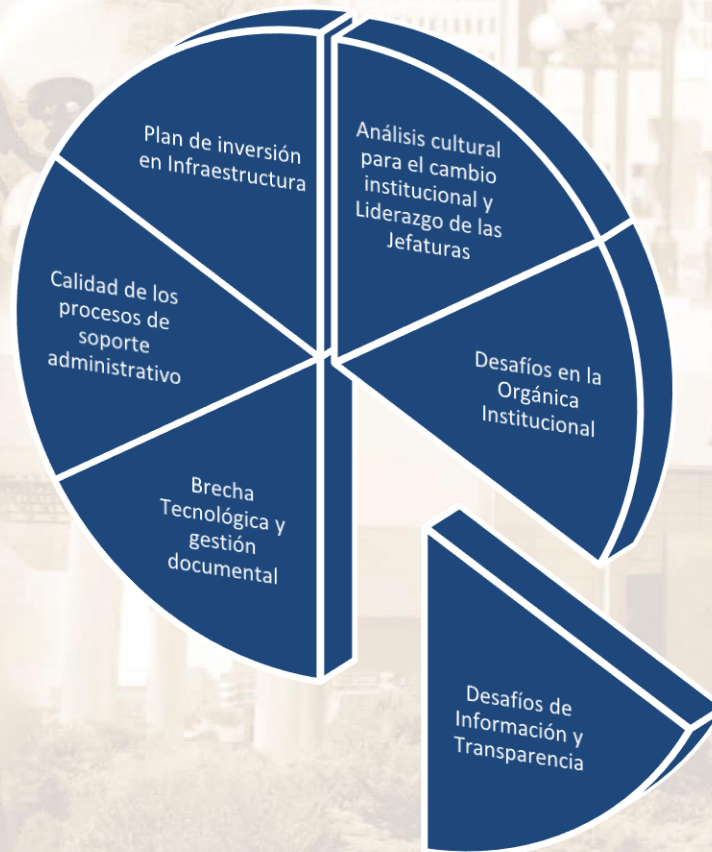 Análisis cultural
para el cambio
institucional y
Liderazgo de las
Jefaturas
Desafíos en la
Orgánica
Institucional
Desafíos de
Información y
Transparencia
Brecha
Tecnológica y
gestión
documental
Calidad de los
procesos de
soporte
administrativo
Plan de inversión
en Infraestructura